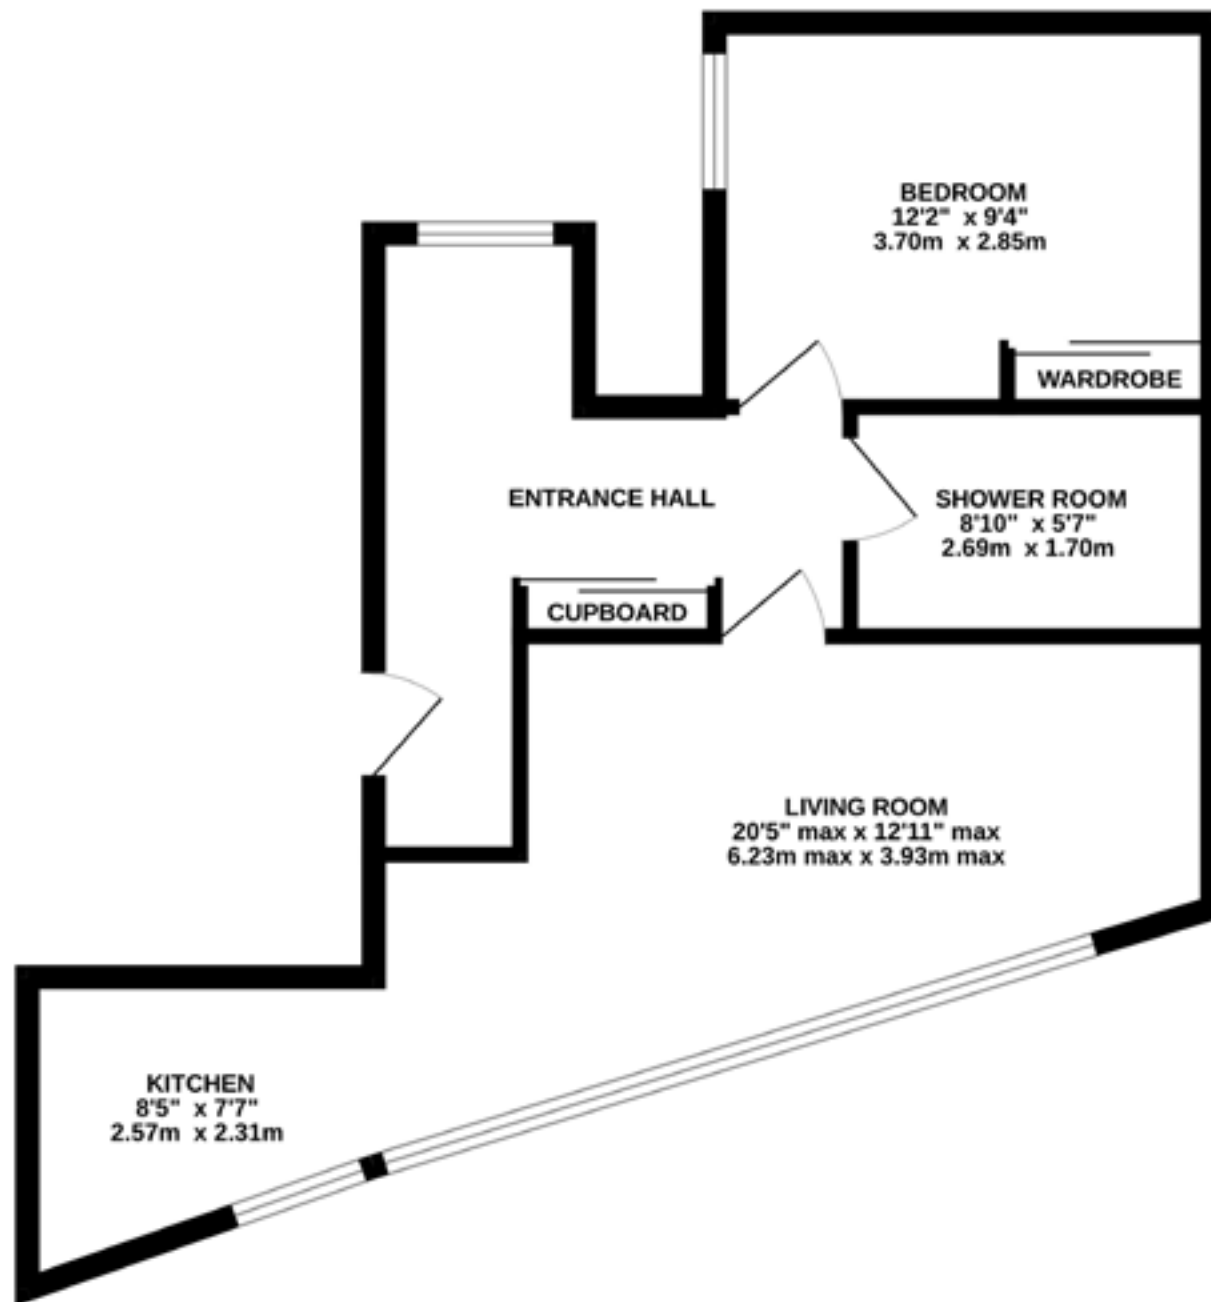 BEDROOM
12'2" x 9'4"
3.70m x 2.85m
WARDROBE
ENTRANCE HALL
SHOWER ROOM
8'10" x 5'7"
2.69m x 1.70m
CUPBOARD
LIVING ROOM
20'5" max x 12'11" max
6.23m max x 3.93m max
KITCHEN
8'5" x 7'7"
2.57m x 2.31m